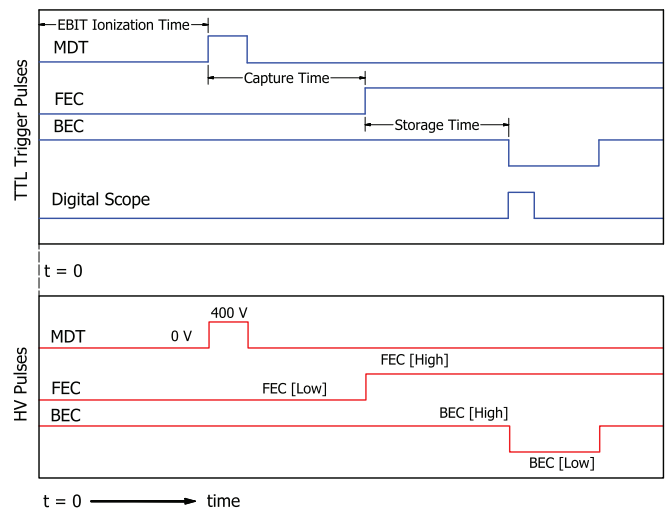 EBIT Ionization Time
MDT
Capture Time
FEC
BEC
Storage Time
Digital Scope
TTL Trigger Pulses
t = 0
400 V
0 V
MDT
FEC [High]
FEC
FEC [Low]
BEC
BEC [High]
BEC [Low]
HV Pulses
t = 0 time